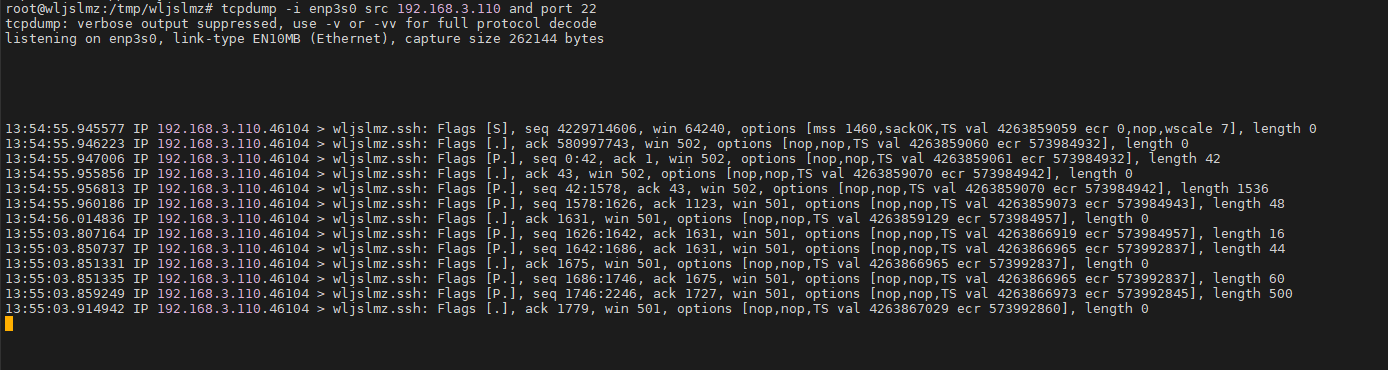 root@wljslmz:/tmp/wljslmz# tcpdump -i enp3s0 src 192.168.3.110 and port 22
tcpdump: verbose output suppressed, use -v or -vv for full protocol decode
listening on enp3s0, link-type EN10MB (Ethernet), capture size 262144 bytes
13:54:55.945577 IP 192.168.3.110.46104 > wljslmz.ssh: Flags [S], seq 4229714606, win 64240, options [mss 1460,sackOK,TS val 4263859059 ecr 0,nop,wscale 7], length 0
13:54:55.946223 IP 192.168.3.110.46104 > wljslmz.ssh: Flags [.], ack 580997743, win 502, options [nop,nop,TS val 4263859060 ecr 573984932], length 0
13:54:55.947006 IP 192.168.3.110.46104 > wljslmz.ssh: Flags [P.], seq 0:42, ack 1, win 502, options [nop,nop,TS val 4263859061 ecr 573984932], length 42
13:54:55.955856 IP 192.168.3.110.46104 > wljslmz.ssh: Flags [.], ack 43, win 502, options [nop,nop,TS val 4263859070 ecr 573984942], length 0
13:54:55.956813 IP 192.168.3.110.46104 > wljslmz.ssh: Flags [P.], seq 42:1578, ack 43, win 502, options [nop,nop,TS val 4263859070 ecr 573984942], length 1536
13:54:55.960186 IP 192.168.3.110.46104 > wljslmz.ssh: Flags [P.], seq 1578:1626, ack 1123, win 501, options [nop,nop,TS val 4263859073 ecr 573984943], length 48
13:54:56.014836 IP 192.168.3.110.46104 > wljslmz.ssh: Flags [.], ack 1631, win 501, options [nop,nop,TS val 4263859129 ecr 573984957], length 0
13:55:03.807164 IP 192.168.3.110.46104 > wljslmz.ssh: Flags [P.], seq 1626:1642, ack 1631, win 501, options [nop,nop,TS val 4263866919 ecr 573984957], length 16
13:55:03.850737 IP 192.168.3.110.46104 > wljslmz.ssh: Flags [P.], seq 1642:1686, ack 1631, win 501, options [nop,nop,TS val 4263866965 ecr 573992837], length 44
13:55:03.851331 IP 192.168.3.110.46104 > wljslmz.ssh: Flags [.], ack 1675, win 501, options [nop,nop,TS val 4263866965 ecr 573992837], length 0
13:55:03.851335 IP 192.168.3.110.46104 > wljslmz.ssh: Flags [P.], seq 1686:1746, ack 1675, win 501, options [nop,nop,TS val 4263866965 ecr 573992837], length 60
13:55:03.859249 IP 192.168.3.110.46104 > wljslmz.ssh: Flags [P.], seq 1746:2246, ack 1727, win 501, options [nop,nop,TS val 4263866973 ecr 573992845], length 500
13:55:03.914942 IP 192.168.3.110.46104 > wljslmz.ssh: Flags [.], ack 1779, win 501, options [nop,nop,TS val 4263867029 ecr 573992860], length 0